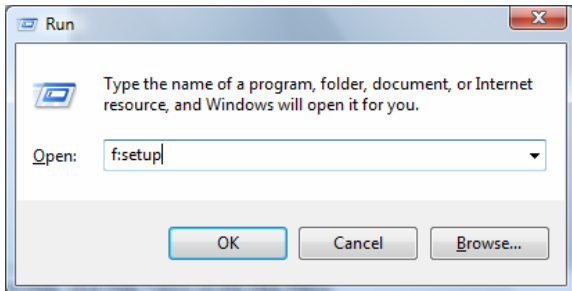 Run
Type the name of a program, folder, document, or Internet
resource, and Windows will open it for you.
Open: f:setup
OK Cancel Browse...